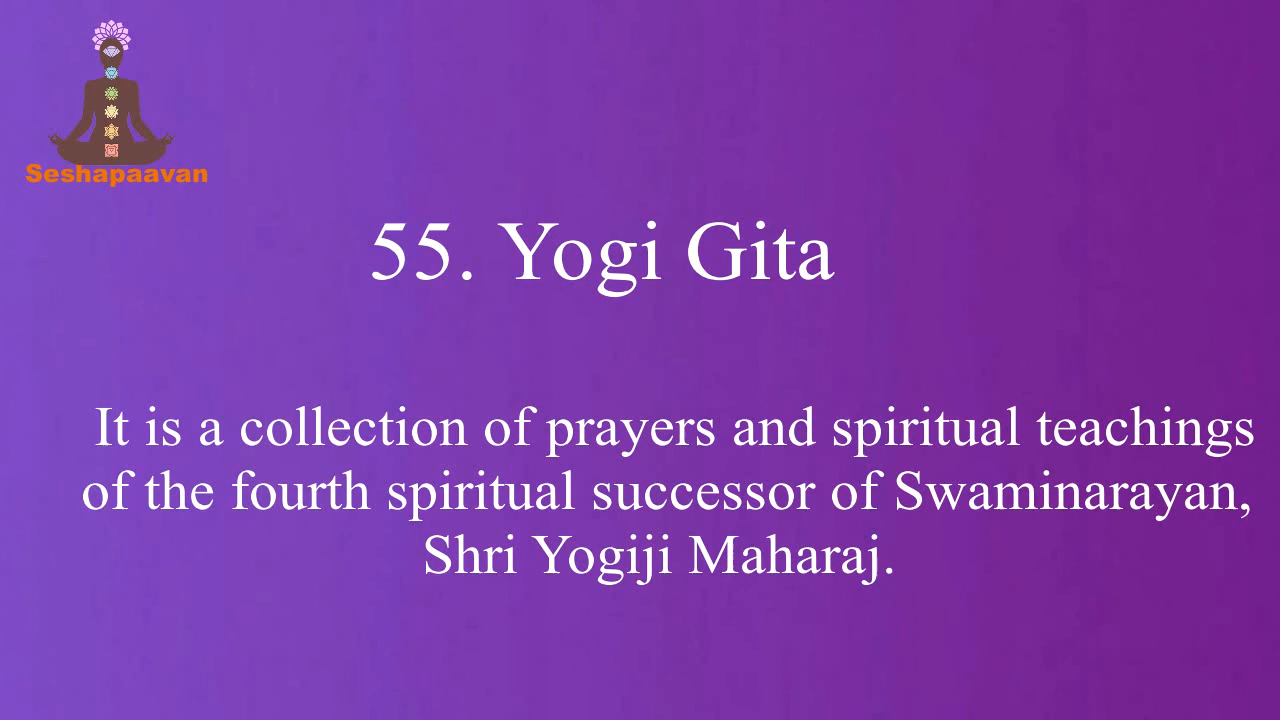 Seshapaavan
55. Yogi Gita
It is a collection of prayers and spiritual teachings
of the fourth spiritual successor of Swaminarayan,
Shri Yogiji Maharaj.